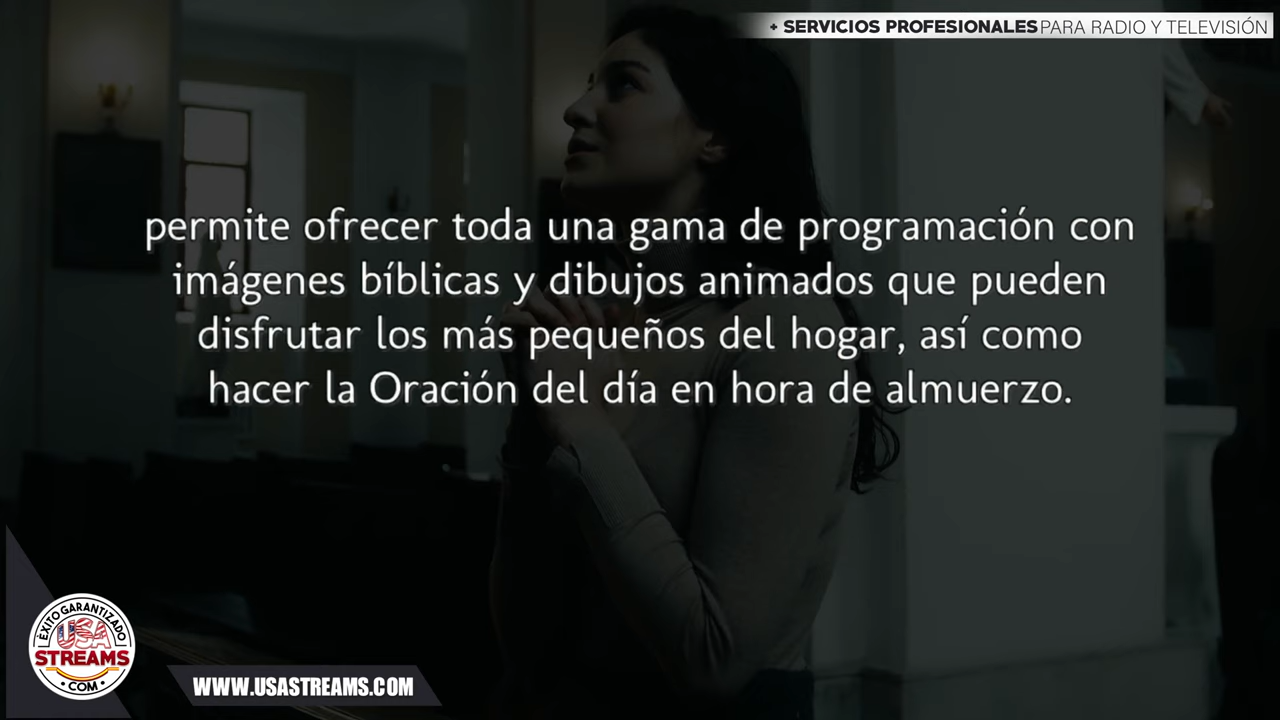 + SERVICIOS PROFESIONALES PARA RADIO Y TELEVISIÓN
permite ofrecer toda una gama de programación con
imágenes bíblicas y dibujos animados que pueden
disfrutar los más pequeños del hogar, así como
hacer la Oración del día en hora de almuerzo.
ÉXITO GARANTIZADO
USA
STREAMS
• COM •
WWW.USASTREAMS.COM